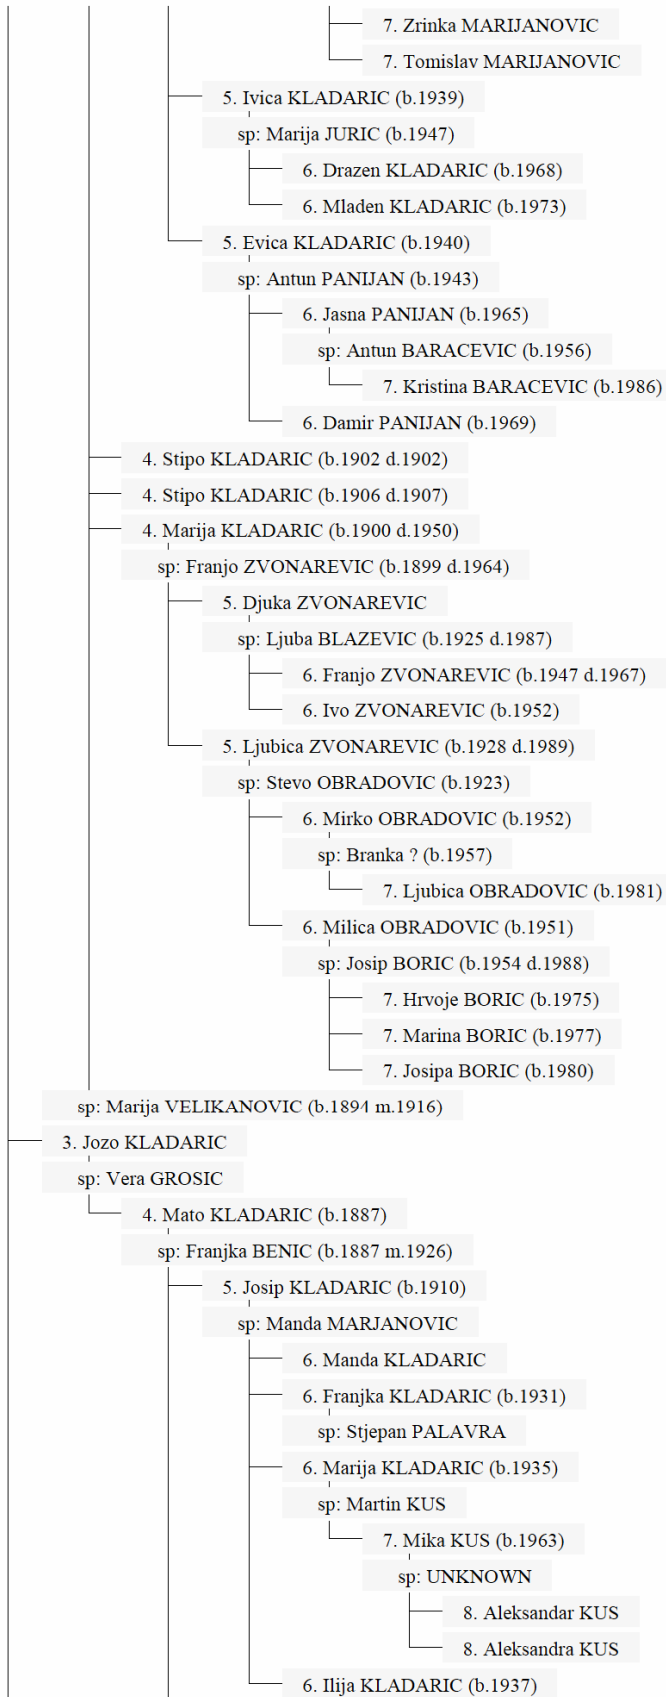 7. Zrinka MARIJANOVIC
7. Tomislav MARIJANOVIC
5. Ivica KLADARIC (b.1939)
sp: Marija JURIC (b.1947)
6. Drazen KLADARIC (b.1968)
6. Mladen KLADARIC (b.1973)
5. Evica KLADARIC (b.1940)
sp: Antun PANIJAN (b.1943)
6. Jasna PANIJAN (b.1965)
sp: Antun BARACEVIC (b.1956)
7. Kristina BARACEVIC (b.1986)
6. Damir PANIJAN (b.1969)
4. Stipo KLADARIC (b.1902 d.1902)
4. Stipo KLADARIC (b.1906 d.1907)
4. Marija KLADARIC (b.1900 d.1950)
sp: Franjo ZVONAREVIC (b.1899 d.1964)
5. Djuka ZVONAREVIC
sp: Ljuba BLAZEVIC (b.1925 d.1987)
6. Franjo ZVONAREVIC (b.1947 d.1967)
6. Ivo ZVONAREVIC (b.1952)
5. Ljubica ZVONAREVIC (b.1928 d.1989)
sp: Stevo OBRADOVIC (b.1923)
6. Mirko OBRADOVIC (b.1952)
sp: Branka ? (b.1957)
7. Ljubica OBRADOVIC (b.1981)
6. Milica OBRADOVIC (b.1951)
sp: Josip BORIC (b.1954 d.1988)
7. Hrvoje BORIC (b.1975)
7. Marina BORIC (b.1977)
7. Josipa BORIC (b.1980)
sp: Marija VELIKANOVIC (b.1894 m.1916)
3. Jozo KLADARIC
sp: Vera GROSIC
4. Mato KLADARIC (b.1887)
sp: Franjka BENIC (b.1887 m.1926)
5. Josip KLADARIC (b.1910)
sp: Manda MARJANOVIC
6. Manda KLADARIC
6. Franjka KLADARIC (b.1931)
sp: Stjepan PALAVRA
6. Marija KLADARIC (b.1935)
sp: Martin KUS
7. Mika KUS (b.1963)
sp: UNKNOWN
8. Aleksandar KUS
8. Aleksandra KUS
6. Ilija KLADARIC (b.1937)